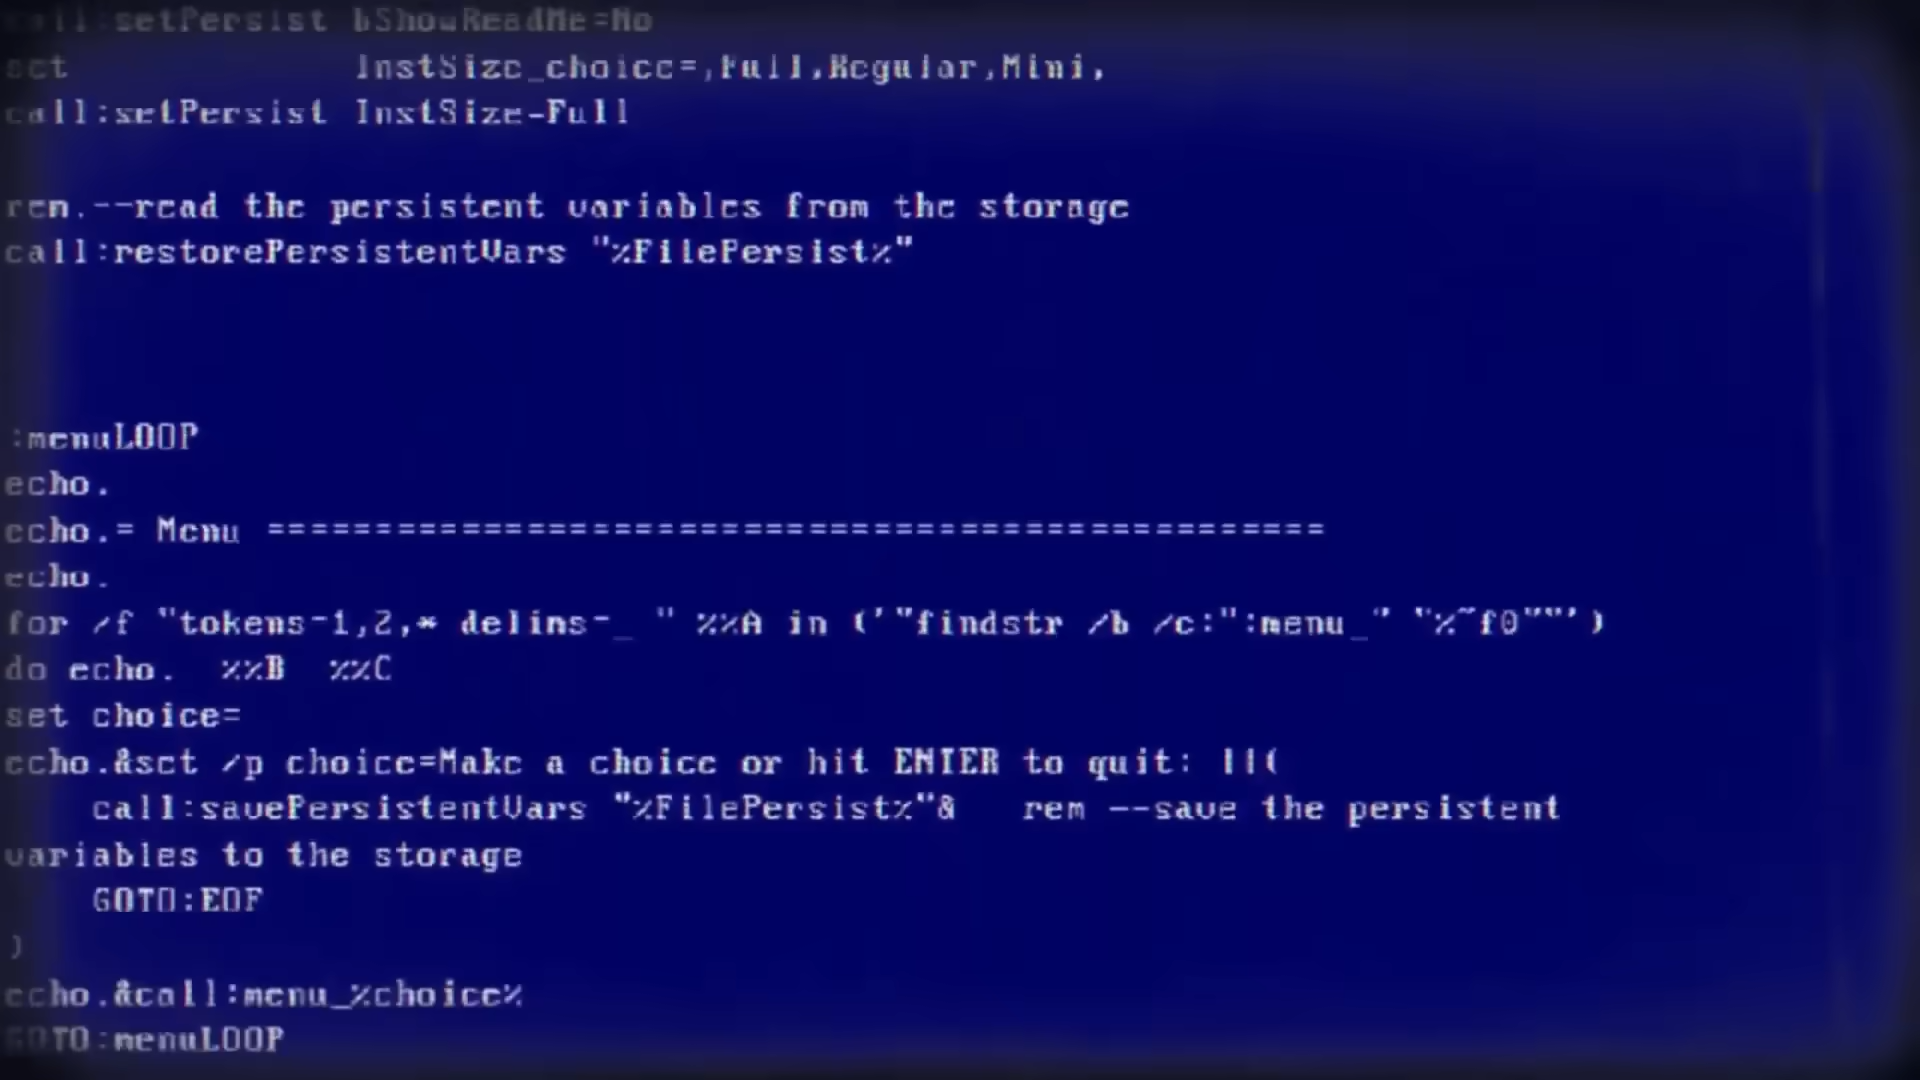 call:setPersist bShowReadMe=No
set             InstSize_choice=,Full,Regular,Mini,
call:setPersist InstSize=Full
rem.--read the persistent variables from the storage
call:restorePersistentVars "%FilePersist%"
:menuLOOP
echo.
echo.= Menu =================================================
echo.
for /f "tokens=1,2,* delims=_ " %%A in ('"findstr /b /c:":menu_" "%~f0""')
do echo.  %%B  %%C
set choice=
echo.&set /p choice=Make a choice or hit ENTER to quit: ||(
    call:savePersistentVars "%FilePersist%"&   rem --save the persistent
variables to the storage
    GOTO:EOF
)
echo.&call:menu_%choice%
GOTO:menuLOOP